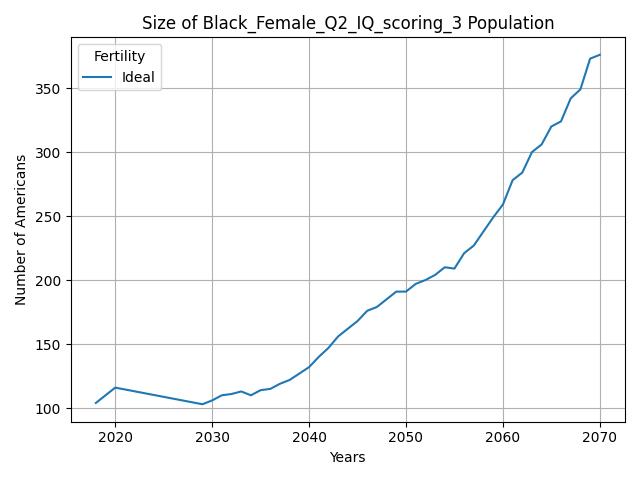 Size of Black_Female_Q2_IQ_scoring_3 Population
Fertility
Ideal
Number of Americans
350
300
250
200
150
100
2020 2030 2040 2050 2060 2070
Years